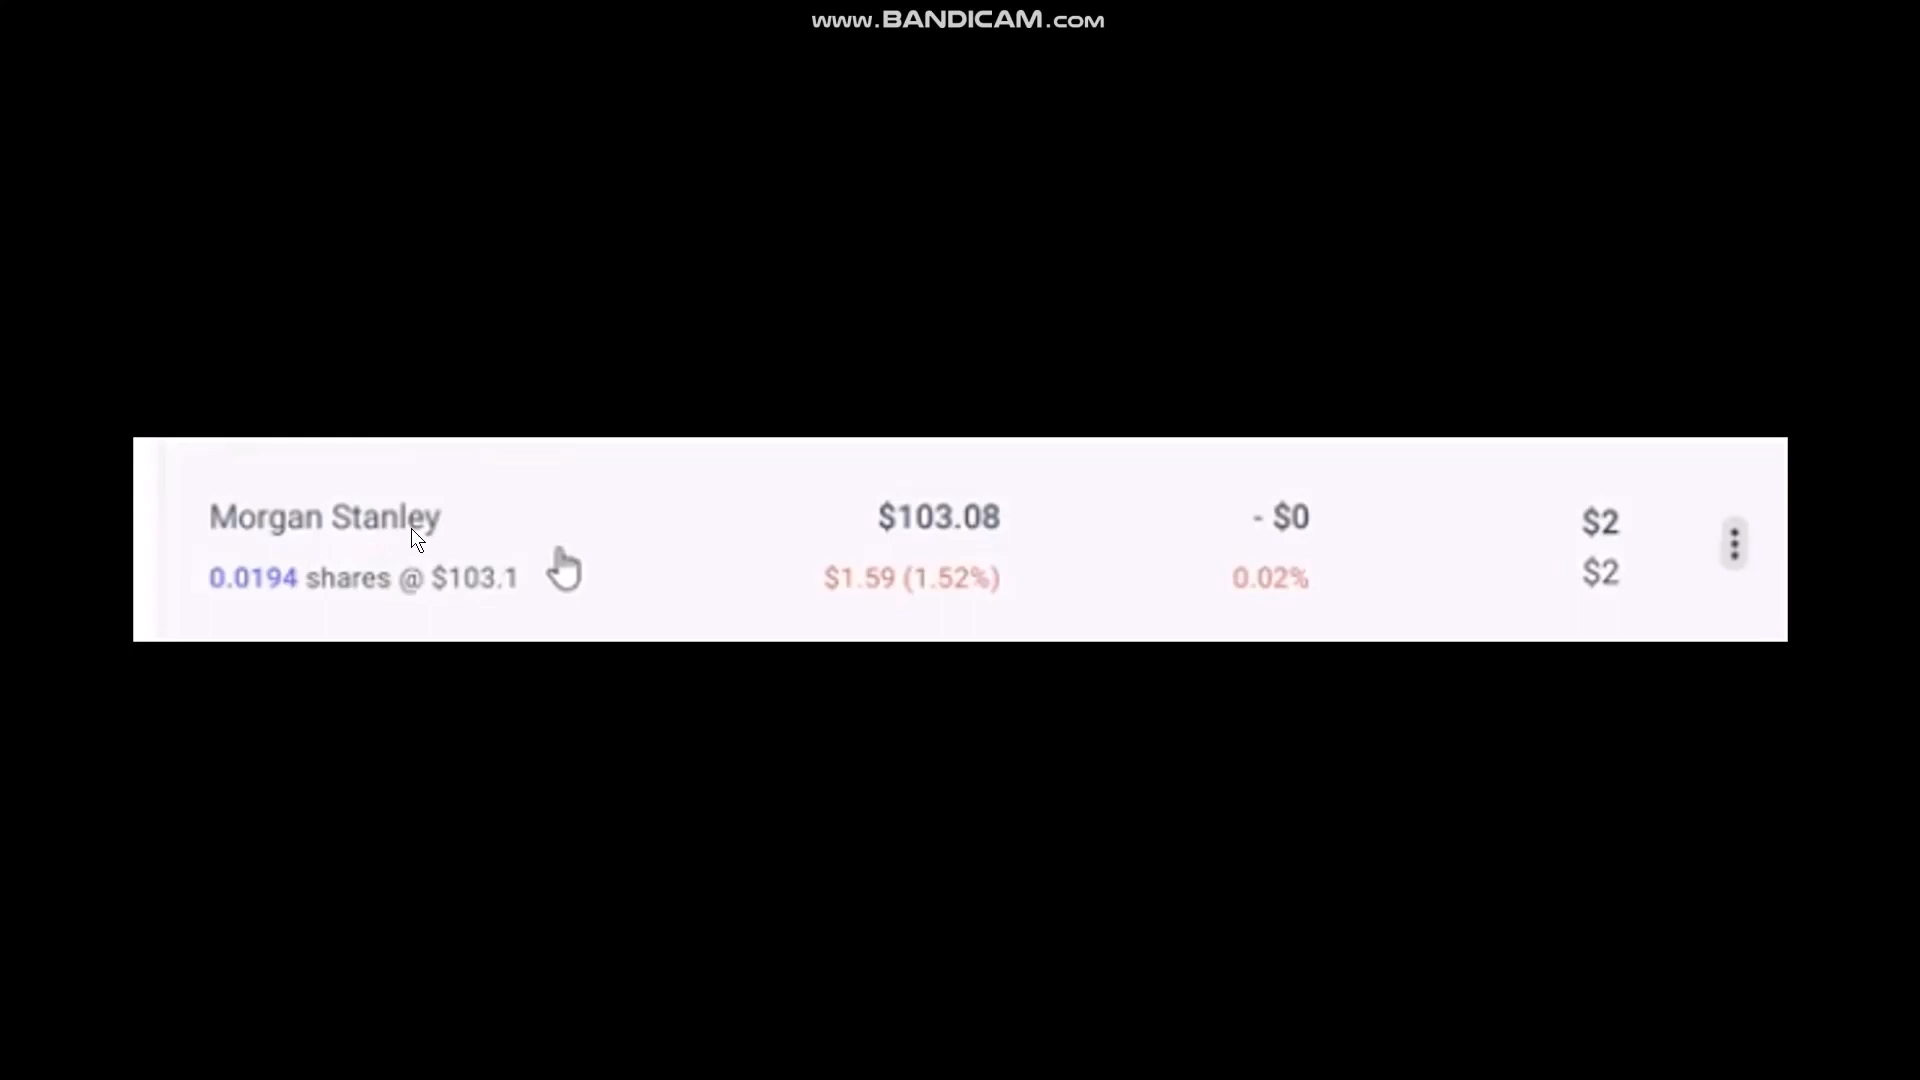 www.BANDICAM.com
Morgan Stanley $103.08 - $0 $2
0.0194 shares @ $103.1 $1.59 (1.52%) 0.02% $2